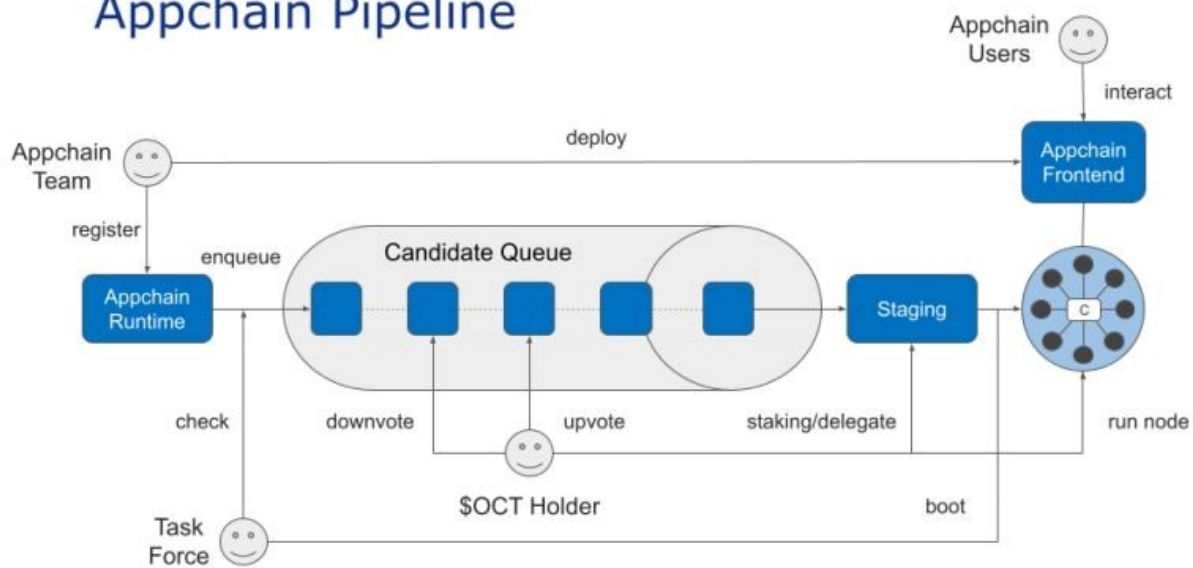 Appchain Pipeline
Appchain
Users
interact
deploy
Appchain
Team
Appchain
Frontend
register
enqueue
Candidate Queue
Appchain
Runtime
Staging
C
check
downvote
upvote
staking/delegate
run node
$OCT Holder
boot
Task
Force